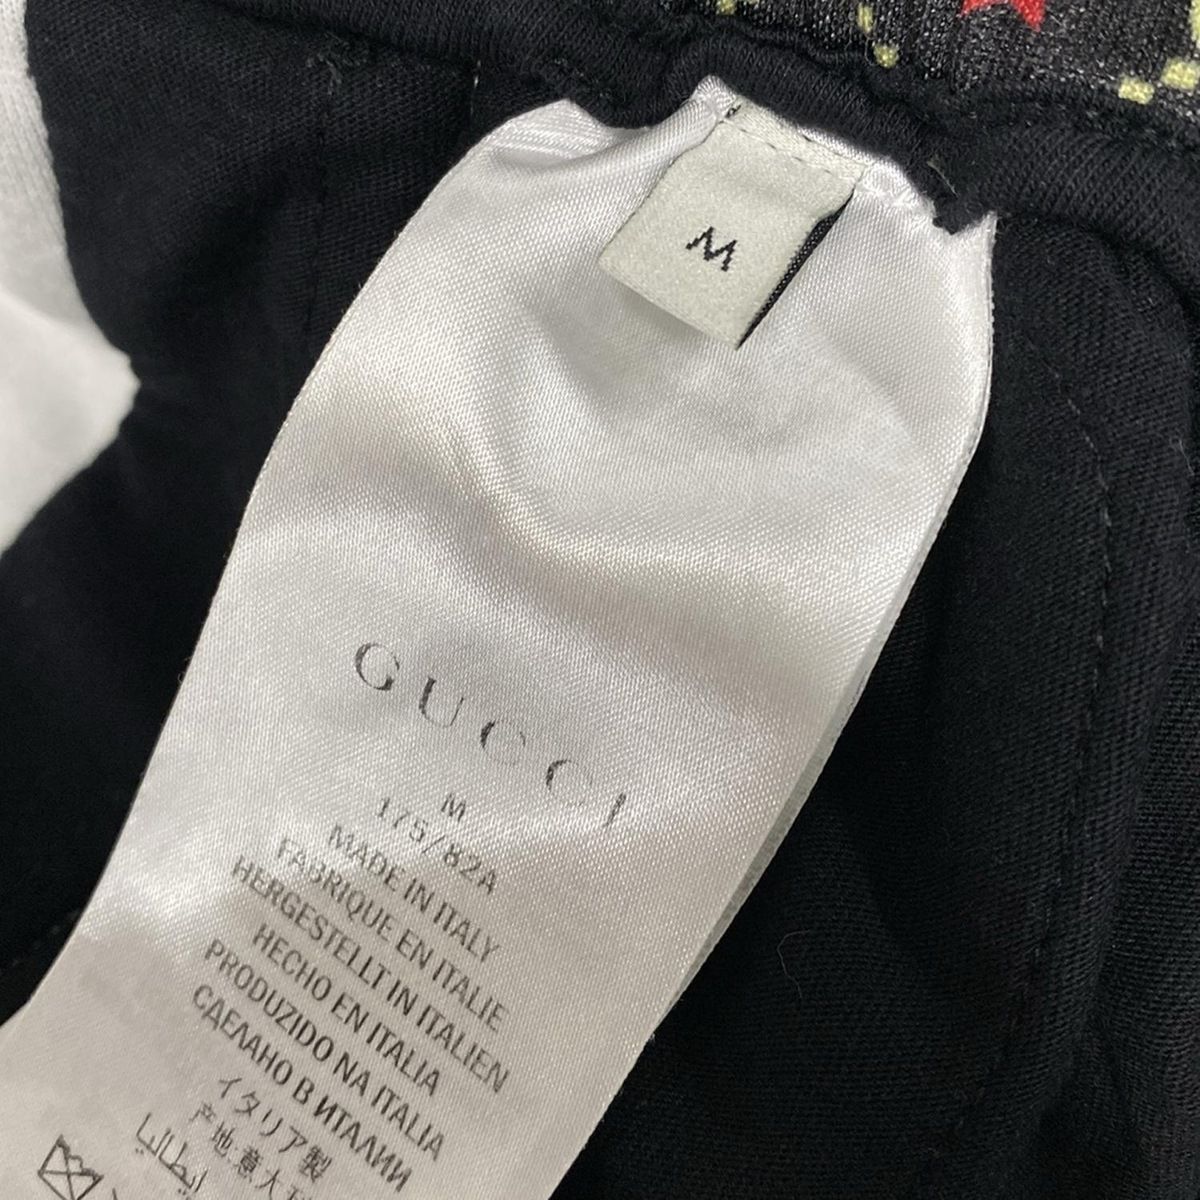 M
GUCCI
M
175/82A
MADE IN ITALY
FABRIQUE EN ITALIE
HERGESTELLT IN ITALIEN
HECHO EN ITALIA
PRODUZIDO NA ITALIA
СДЕЛАНО В ИТАЛИИ
イタリア製
产地:意大利
إيطاليا